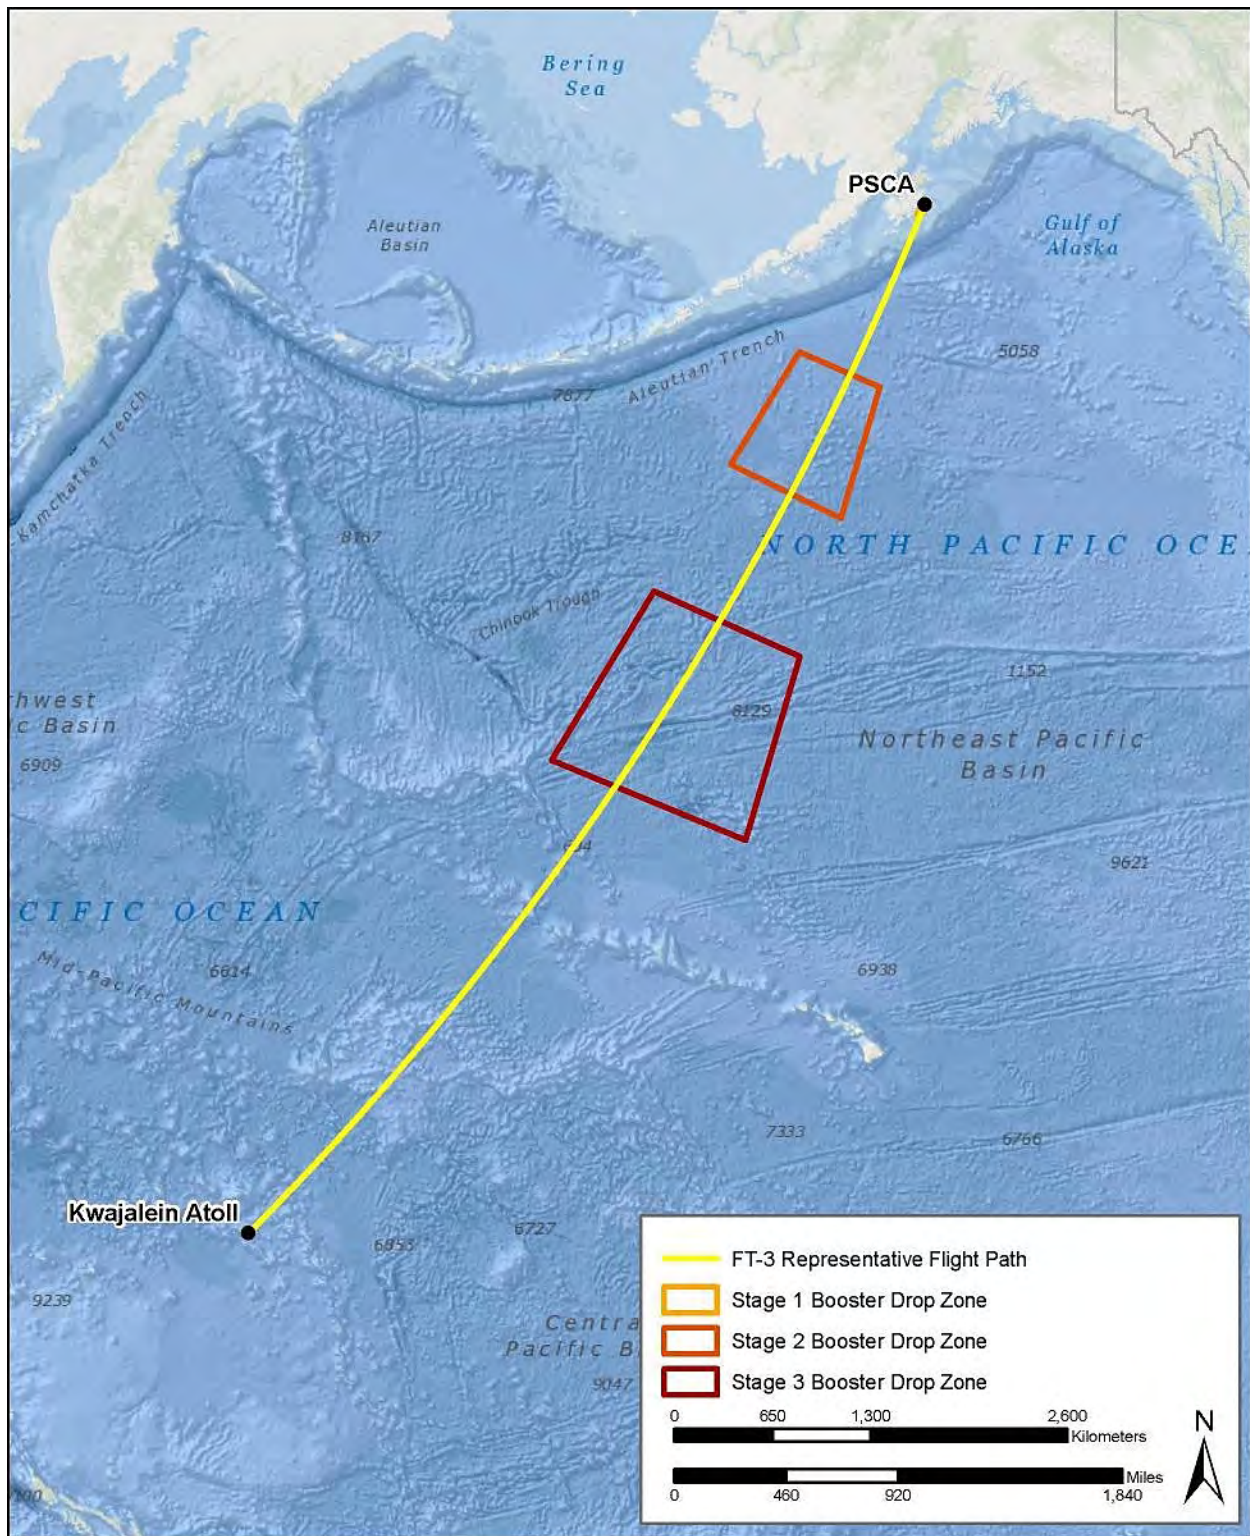 Bering
Sea
PSCA
Aleutian
Basin
Gulf of
Alaska
5058
Aleutian Trench
7877
Kamchatka Trench
8167
NORTH PACIFIC OCE
Chinook Trough
1152
hwest
c Basin
8129
Northeast Pacific
Basin
6909
9621
CIFIC OCEAN
Mid-Pacific Mountains
6614
6938
7333
6766
Kwajalein Atoll
6727
9239
Centra
Pacific B
9047
FT-3 Representative Flight Path
Stage 1 Booster Drop Zone
Stage 2 Booster Drop Zone
Stage 3 Booster Drop Zone
0 650 1,300 2,600
Kilometers
N
Miles
0 460 920 1,840